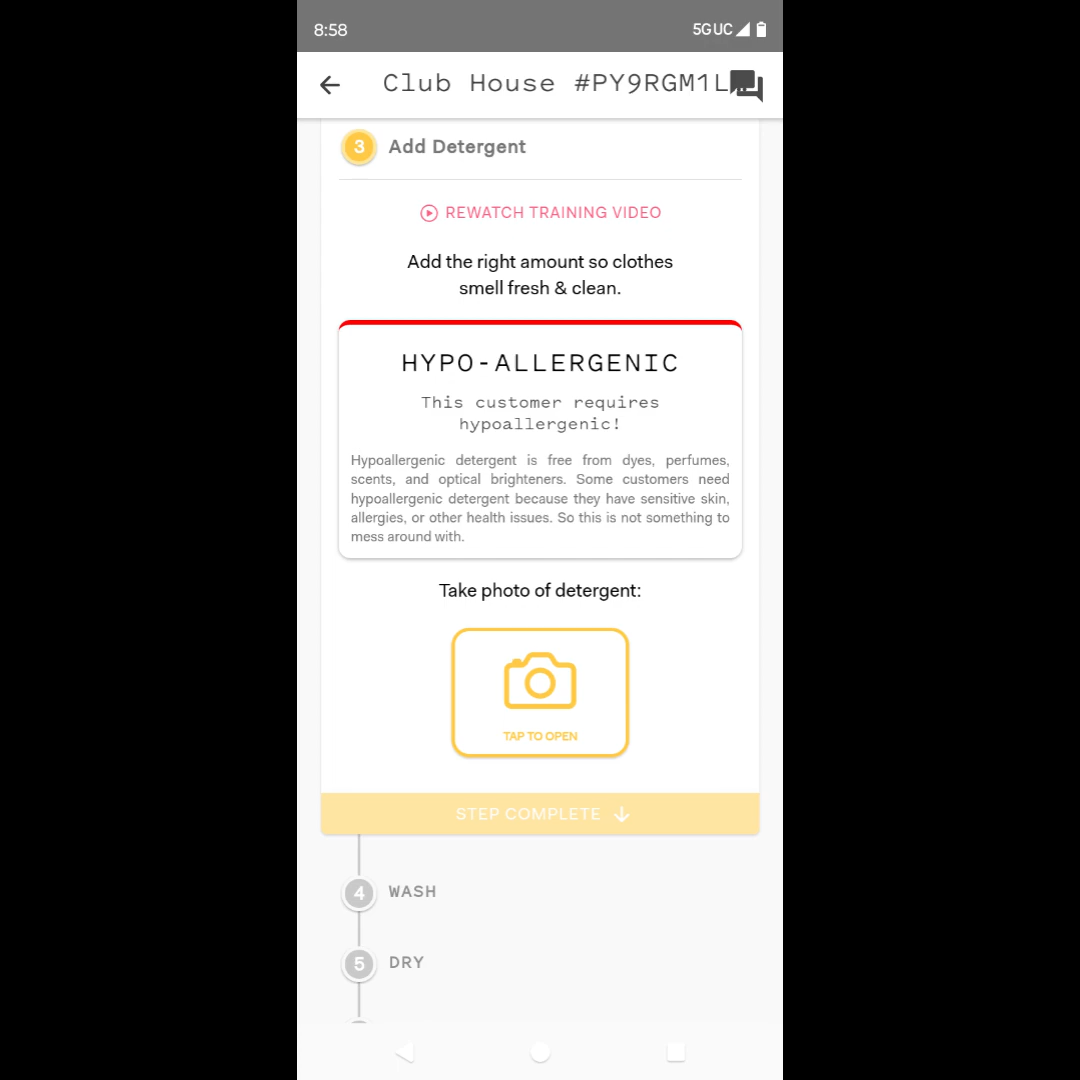 8:58 5GUC
Club House #PY9RGM1L
3 Add Detergent
REWATCH TRAINING VIDEO
Add the right amount so clothes
smell fresh & clean.
HYPO-ALLERGENIC
This customer requires
hypoallergenic!
Hypoallergenic detergent is free from dyes, perfumes,
scents, and optical brighteners. Some customers need
hypoallergenic detergent because they have sensitive skin,
allergies, or other health issues. So this is not something to
mess around with.
Take photo of detergent:
TAP TO OPEN
STEP COMPLETE
4 WASH
5 DRY